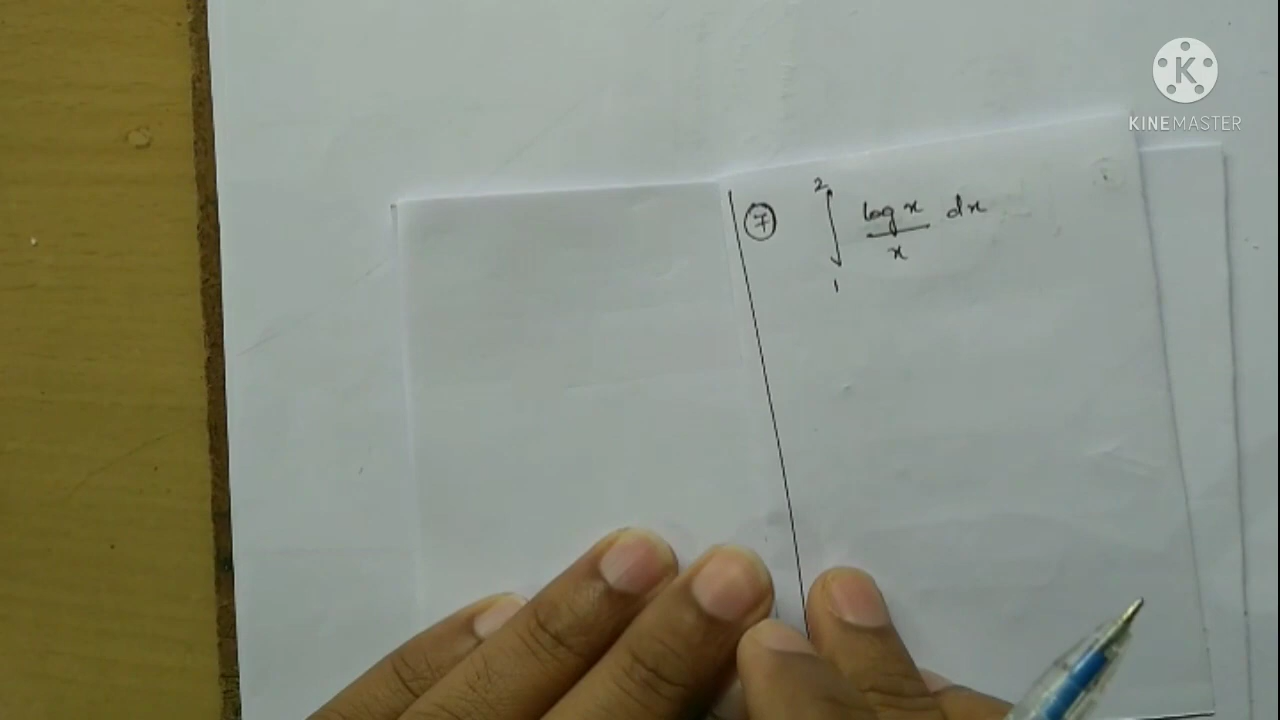 K
KINEMASTER
⑦ ∫₁² log x / x dx